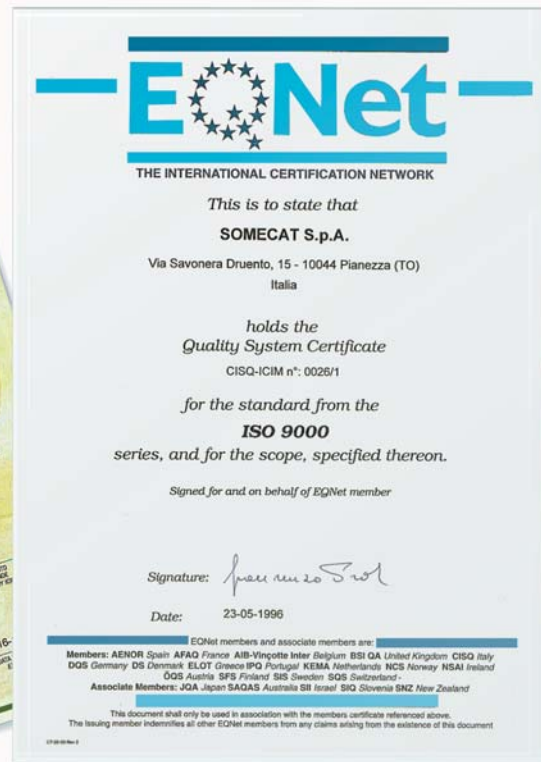 EQNet
THE INTERNATIONAL CERTIFICATION NETWORK
This is to state that
SOMECAT S.p.A.
Via Savonera Druento, 15 - 10044 Pianezza (TO)
Italia
holds the
Quality System Certificate
CISQ-ICIM n°: 0026/1
for the standard from the
ISO 9000
series, and for the scope, specified thereon.
Signed for and on behalf of EQNet member
Signature:
Date: 23-05-1996
EQNet members and associate members are:
Members: AENOR Spain AFAQ France AIB-Vinçotte Inter Belgium BSI QA United Kingdom CISQ Italy
DQS Germany DS Denmark ELOT Greece IPQ Portugal KEMA Netherlands NCS Norway NSAI Ireland
ÖQS Austria SFS Finland SIS Sweden SQS Switzerland -
Associate Members: JQA Japan SAQAS Australia SII Israel SIQ Slovenia SNZ New Zealand
This document shall only be used in association with the members certificate referenced above.
The issuing member indemnifies all other EQNet members from any claims arising from the existence of this document